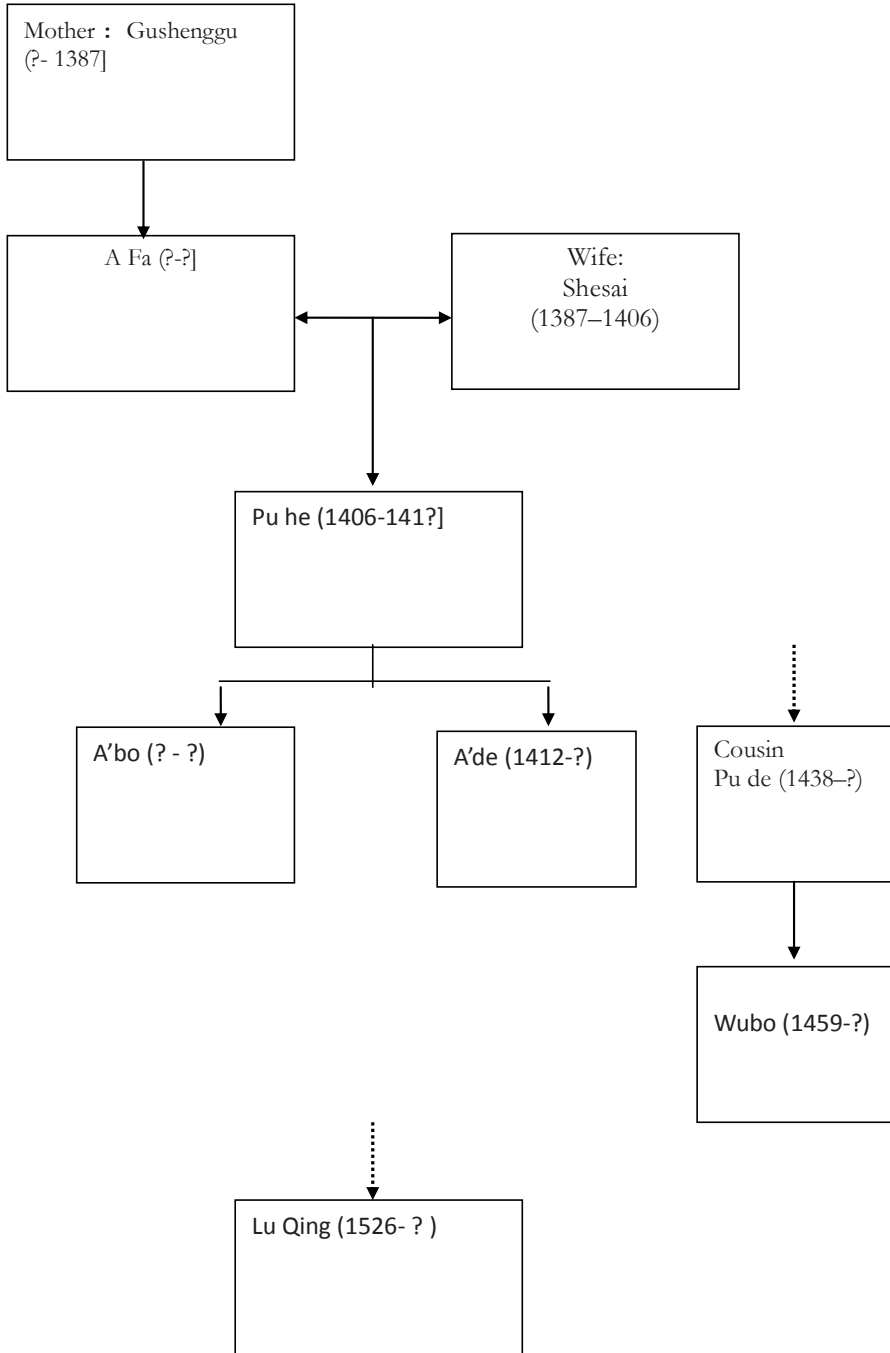 Mother： Gushenggu
(?- 1387]
A Fa (?-?]
Wife:
Shesai
(1387–1406)
Pu he (1406-141?]
A’bo (? - ?)
A’de (1412-?)
Cousin
Pu de (1438–?)
Wubo (1459-?)
Lu Qing (1526- ? )